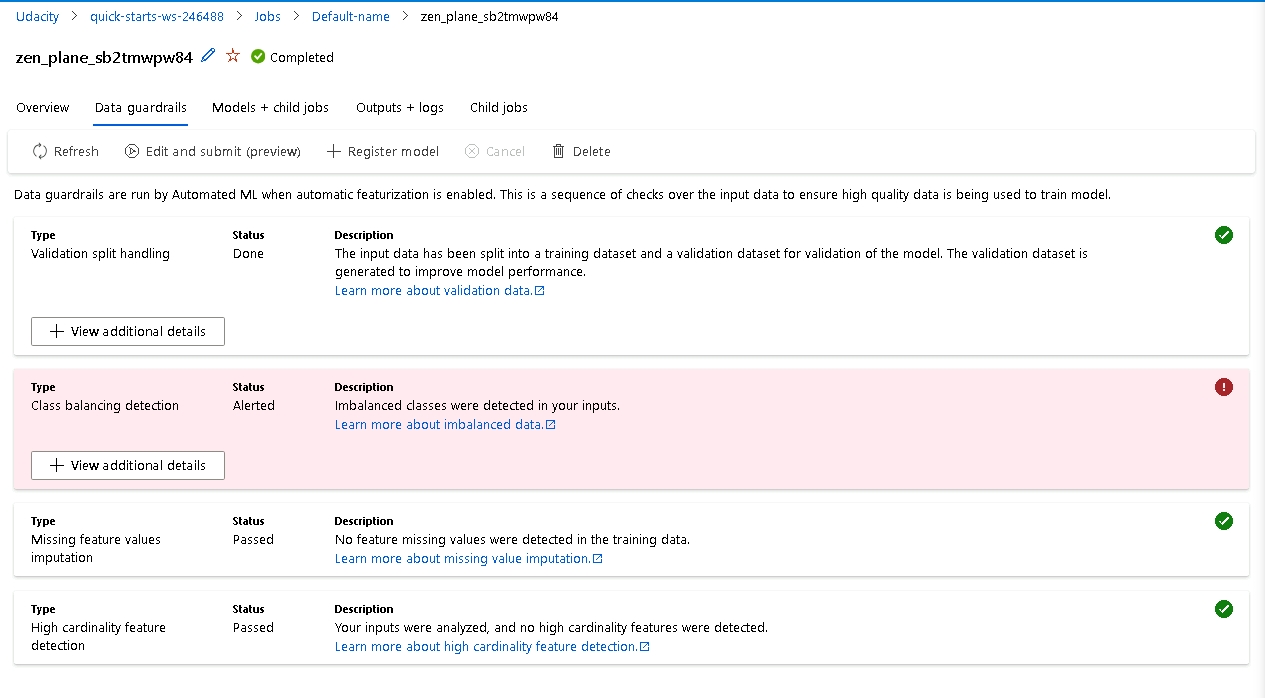 Udacity > quick-starts-ws-246488 > Jobs > Default-name > zen_plane_sb2tmwpw84
zen_plane_sb2tmwpw84 Completed
Overview Data guardrails Models + child jobs Outputs + logs Child jobs
Refresh Edit and submit (preview) Register model Cancel Delete
Data guardrails are run by Automated ML when automatic featurization is enabled. This is a sequence of checks over the input data to ensure high quality data is being used to train model.
Type Status Description
Validation split handling Done The input data has been split into a training dataset and a validation dataset for validation of the model. The validation dataset is
generated to improve model performance.
Learn more about validation data.
View additional details
Type Status Description
Class balancing detection Alerted Imbalanced classes were detected in your inputs.
Learn more about imbalanced data.
View additional details
Type Status Description
Missing feature values Passed No feature missing values were detected in the training data.
imputation Learn more about missing value imputation.
Type Status Description
High cardinality feature Passed Your inputs were analyzed, and no high cardinality features were detected.
detection Learn more about high cardinality feature detection.